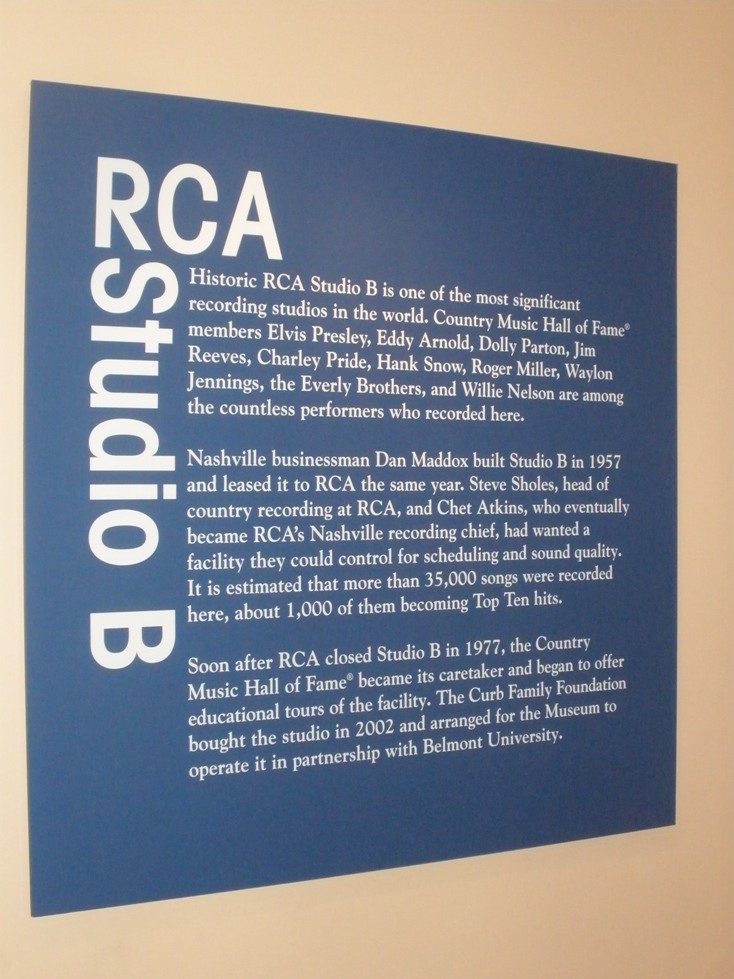 RCA
Studio B
Historic RCA Studio B is one of the most significant
recording studios in the world. Country Music Hall of Fame®
members Elvis Presley, Eddy Arnold, Dolly Parton, Jim
Reeves, Charley Pride, Hank Snow, Roger Miller, Waylon
Jennings, the Everly Brothers, and Willie Nelson are among
the countless performers who recorded here.
Nashville businessman Dan Maddox built Studio B in 1957
and leased it to RCA the same year. Steve Sholes, head of
country recording at RCA, and Chet Atkins, who eventually
became RCA's Nashville recording chief, had wanted a
facility they could control for scheduling and sound quality.
It is estimated that more than 35,000 songs were recorded
here, about 1,000 of them becoming Top Ten hits.
Soon after RCA closed Studio B in 1977, the Country
Music Hall of Fame® became its caretaker and began to offer
educational tours of the facility. The Curb Family Foundation
bought the studio in 2002 and arranged for the Museum to
operate it in partnership with Belmont University.